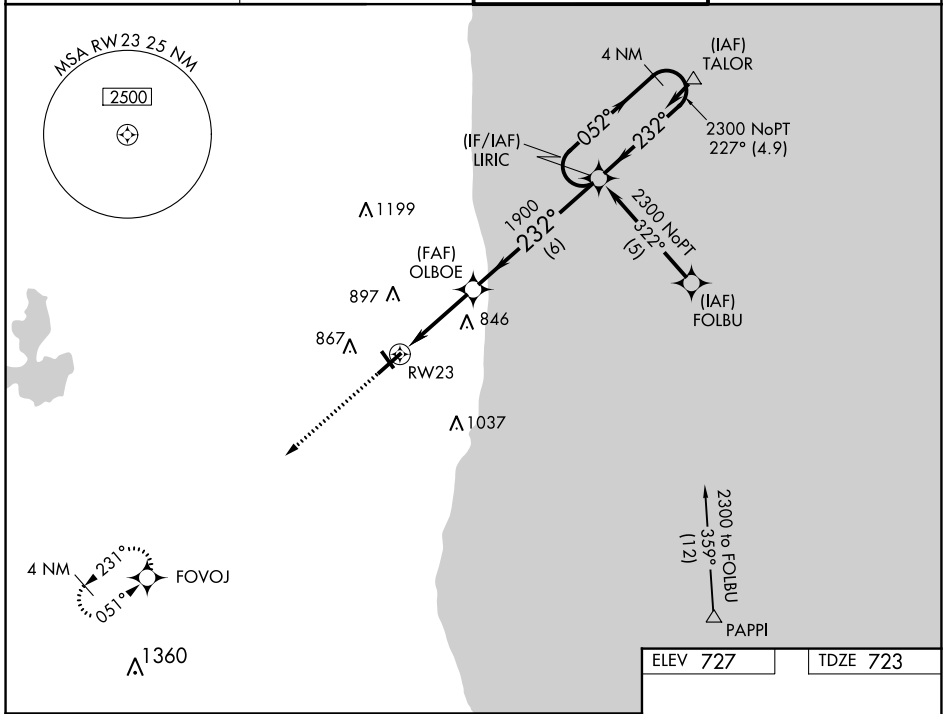 MSA RW 23 25 NM
2500
4 NM
(IAF)
TALOR
052°
232°
2300 NoPT
227° (4.9)
(IF/IAF)
LIRIC
1199
1900
232°
(6)
2300 NoPT
322°
(5)
(FAF)
OLBOE
897
846
(IAF)
FOLBU
867
RW23
1037
2300 to FOLBU
359°
(12)
4 NM
231°
051°
FOVOJ
PAPPI
1360
ELEV 727
TDZE 723